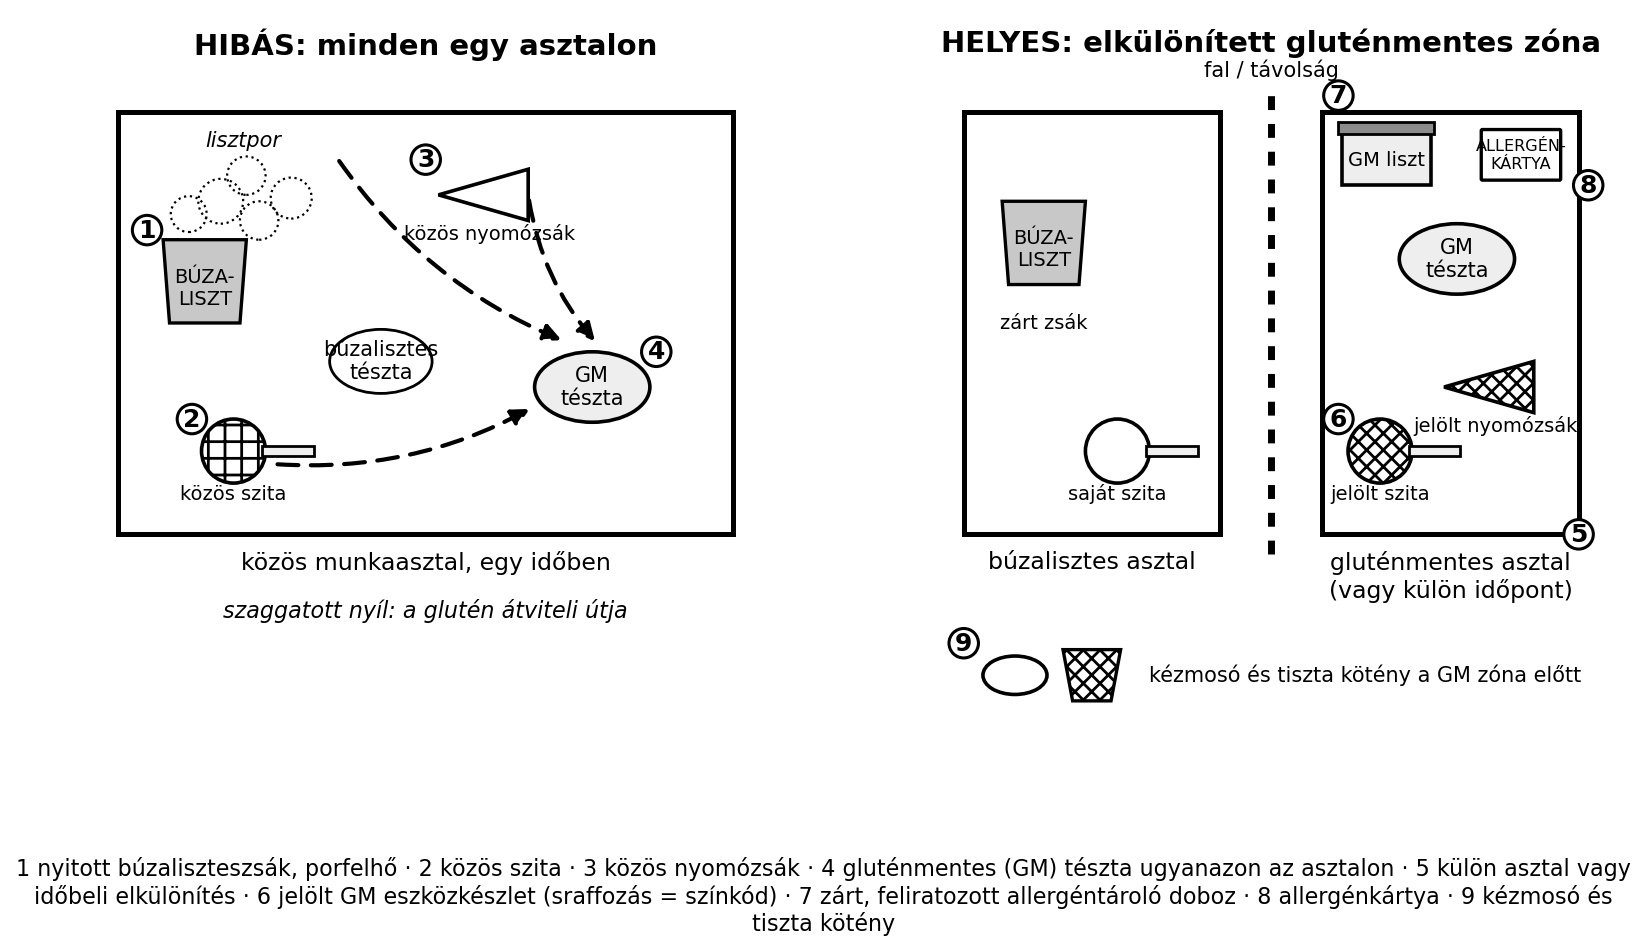 HIBÁS: minden egy asztalon
lisztpor
3
közös nyomózsák
1
BÚZA-
LISZT
búzalisztes
tészta
4
GM
tészta
2
közös szita
közös munkaasztal, egy időben
szaggatott nyíl: a glutén átviteli útja
HELYES: elkülönített gluténmentes zóna
fal / távolság
7
GM liszt
ALLERGÉN-
KÁRTYA
8
BÚZA-
LISZT
zárt zsák
saját szita
búzalisztes asztal
GM
tészta
jelölt nyomózsák
6
jelölt szita
5
gluténmentes asztal
(vagy külön időpont)
9
kézmosó és tiszta kötény a GM zóna előtt
1 nyitott búzaliszteszsák, porfelhő · 2 közös szita · 3 közös nyomózsák · 4 gluténmentes (GM) tészta ugyanazon az asztalon · 5 külön asztal vagy
időbeli elkülönítés · 6 jelölt GM eszközkészlet (sraffozás = színkód) · 7 zárt, feliratozott allergéntároló doboz · 8 allergénkártya · 9 kézmosó és
tiszta kötény